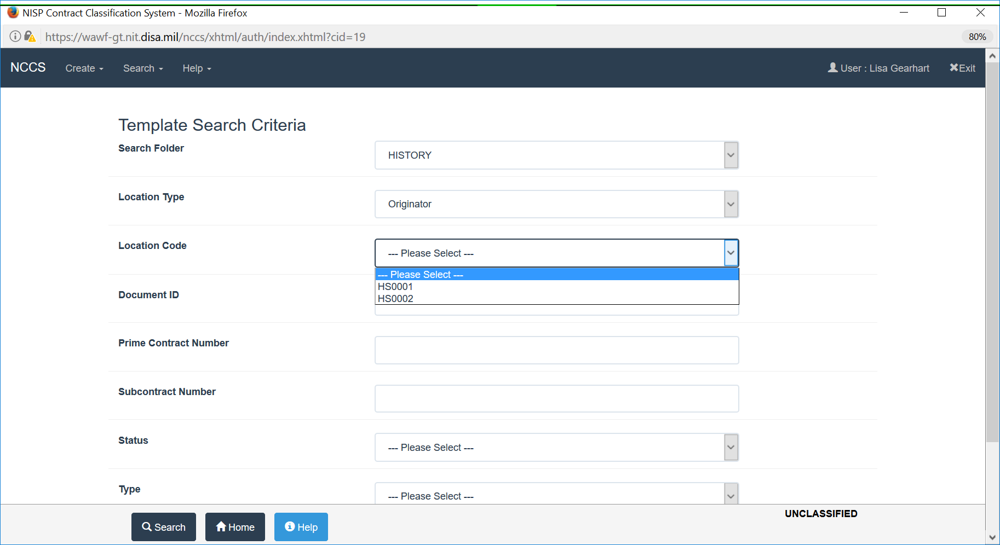 NISP Contract Classification System - Mozilla Firefox
https://wawf-gt.nit.disa.mil/nccs/xhtml/auth/index.xhtml?cid=19
80%
NCCS Create Search Help User : Lisa Gearhart Exit
Template Search Criteria
Search Folder
HISTORY
Location Type
Originator
Location Code
--- Please Select ---
--- Please Select ---
HS0001
HS0002
Document ID
Prime Contract Number
Subcontract Number
Status
--- Please Select ---
Type
--- Please Select ---
Search Home Help
UNCLASSIFIED